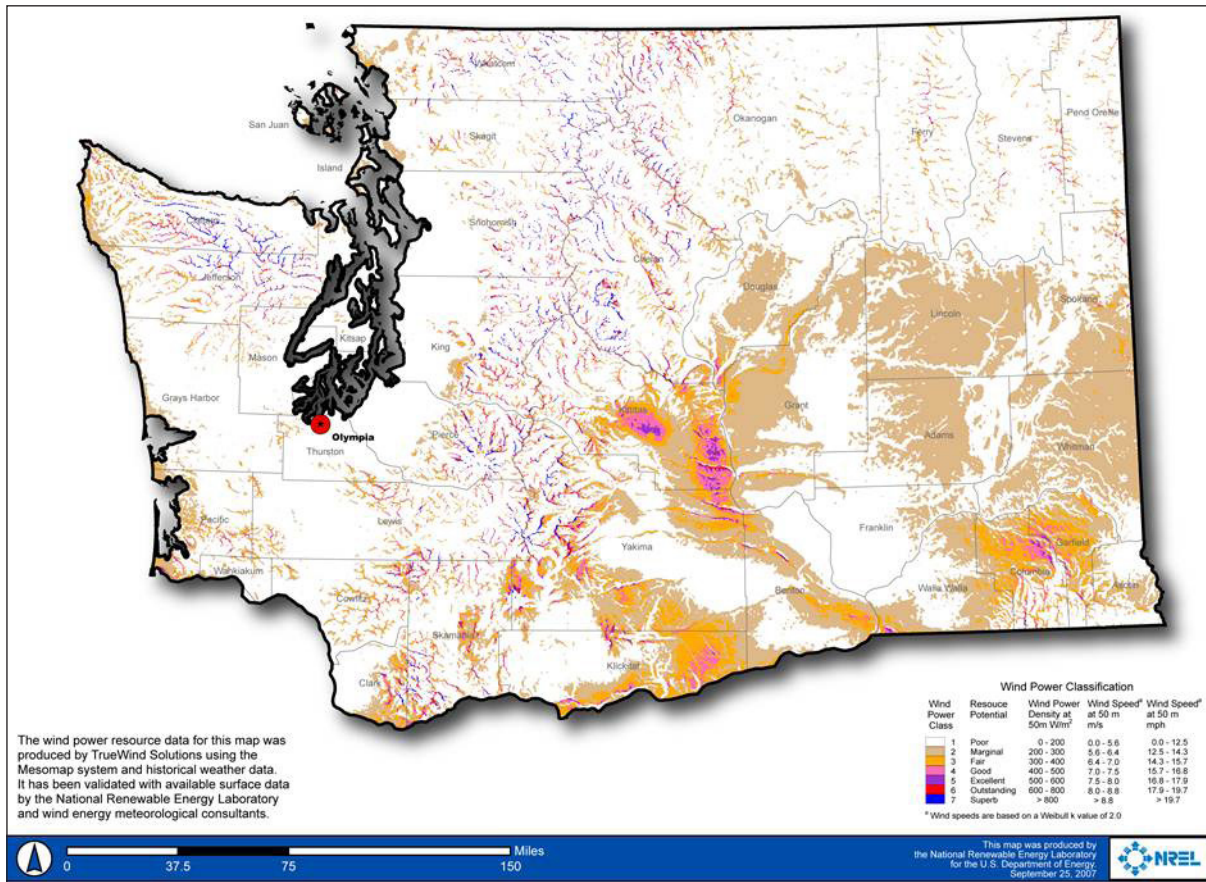 Whatcom
San Juan
Skagit
Okanogan
Ferry
Stevens
Pend Oreille
Island
Snohomish
Clallam
Chelan
Jefferson
Douglas
Lincoln
Spokane
Kitsap
King
Mason
Grant
Grays Harbor
Kittitas
Adams
Whitman
Olympia
Pierce
Thurston
Pacific
Lewis
Yakima
Franklin
Garfield
Columbia
Wahkiakum
Cowlitz
Benton
Walla Walla
Asotin
Skamania
Klickitat
Clark
The wind power resource data for this map was
produced by TrueWind Solutions using the
Mesomap system and historical weather data.
It has been validated with available surface data
by the National Renewable Energy Laboratory
and wind energy meteorological consultants.
Wind Power Classification
Wind Power Class Resouce Potential Wind Power Density at 50m W/m² Wind Speedª at 50 m m/s Wind Speedª at 50 m mph
1 Poor 0 - 200 0.0 - 5.6 0.0 - 12.5
2 Marginal 200 - 300 5.6 - 6.4 12.5 - 14.3
3 Fair 300 - 400 6.4 - 7.0 14.3 - 15.7
4 Good 400 - 500 7.0 - 7.5 15.7 - 16.8
5 Excellent 500 - 600 7.5 - 8.0 16.8 - 17.9
6 Outstanding 600 - 800 8.0 - 8.8 17.9 - 19.7
7 Superb > 800 > 8.8 > 19.7
ª Wind speeds are based on a Weibull k value of 2.0
Miles
0 37.5 75 150
This map was produced by
the National Renewable Energy Laboratory
for the U.S. Department of Energy.
September 25, 2007
NREL